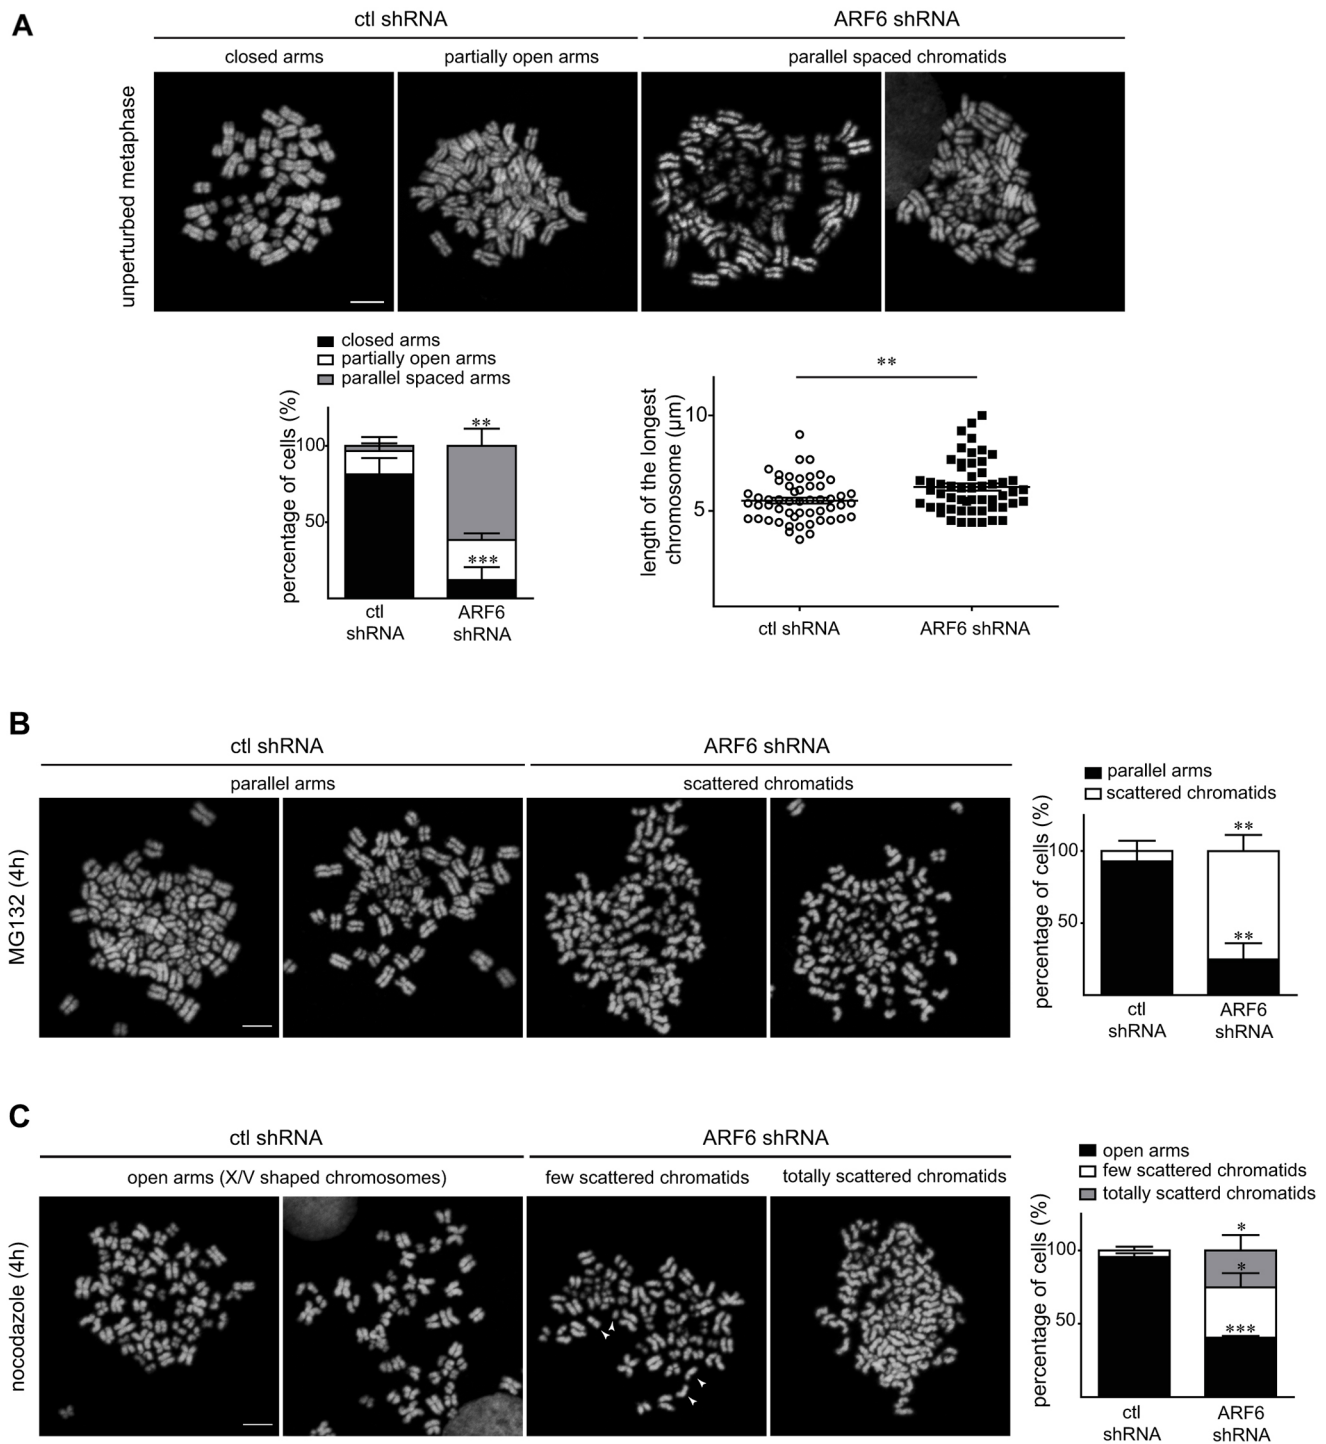 A
ctl shRNA
ARF6 shRNA
closed arms
partially open arms
parallel spaced chromatids
unperturbed metaphase
closed arms
partially open arms
parallel spaced arms
percentage of cells (%)
100
50
**
***
ctl
shRNA
ARF6
shRNA
length of the longest
chromosome (µm)
10
5
**
ctl shRNA
ARF6 shRNA
B
ctl shRNA
ARF6 shRNA
parallel arms
scattered chromatids
MG132 (4h)
parallel arms
scattered chromatids
percentage of cells (%)
100
50
**
**
ctl
shRNA
ARF6
shRNA
C
ctl shRNA
ARF6 shRNA
open arms (X/V shaped chromosomes)
few scattered chromatids
totally scattered chromatids
nocodazole (4h)
open arms
few scattered chromatids
totally scatterd chromatids
percentage of cells (%)
100
50
*
*
***
ctl
shRNA
ARF6
shRNA